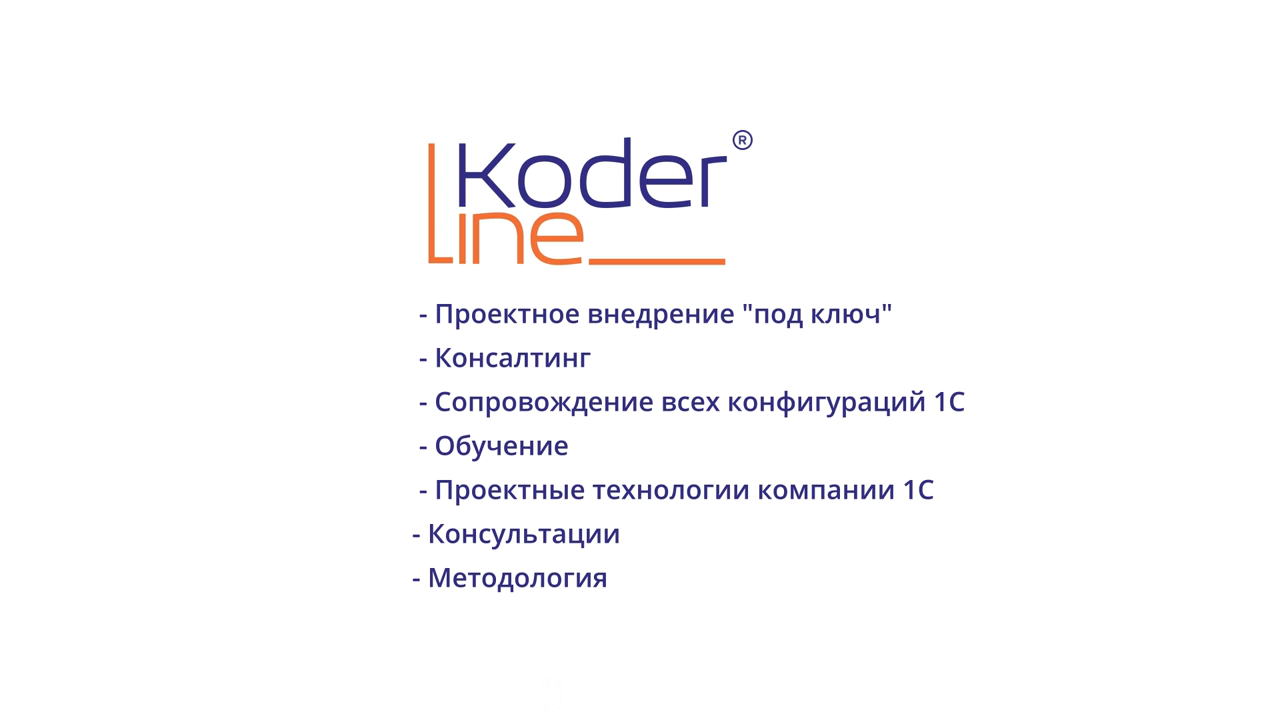 Koder®
Line
- Проектное внедрение "под ключ"
- Консалтинг
- Сопровождение всех конфигураций 1С
- Обучение
- Проектные технологии компании 1С
- Консультации
- Методология